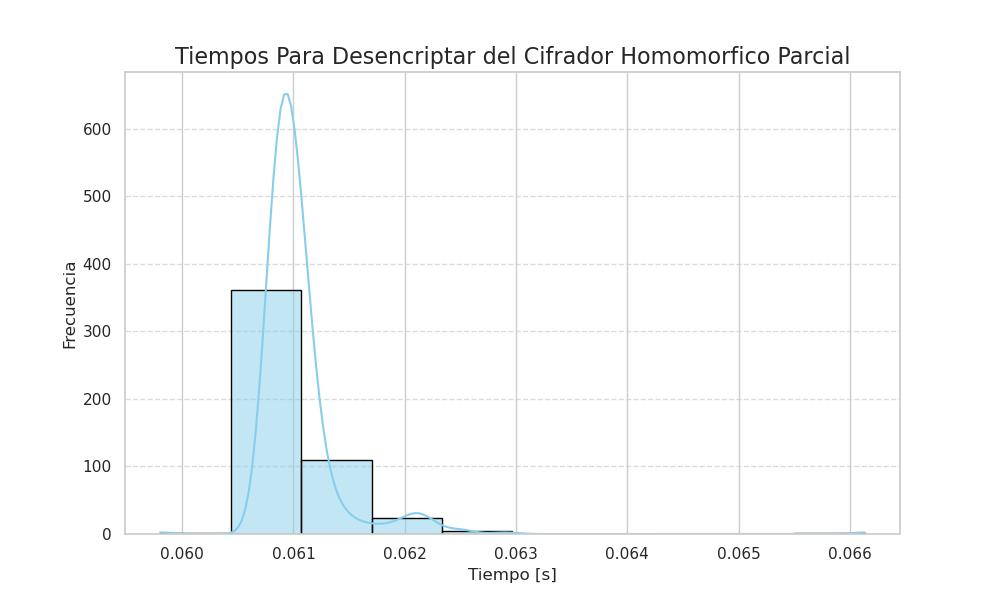 Tiempos Para Desencriptar del Cifrador Homomorfico Parcial
Frecuencia
600
500
400
300
200
100
0
0.060 0.061 0.062 0.063 0.064 0.065 0.066
Tiempo [s]